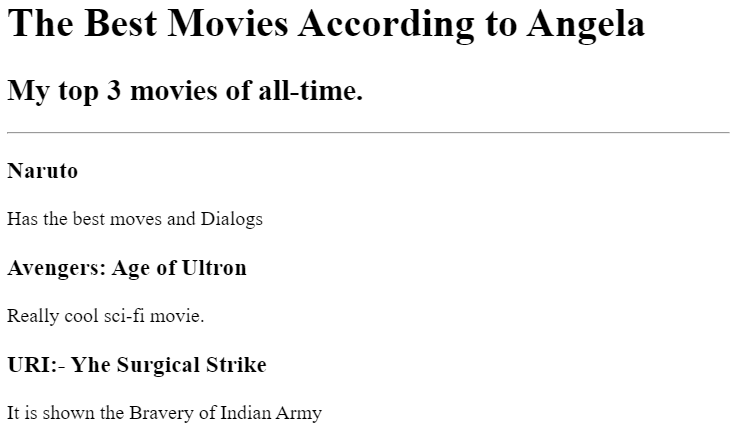 The Best Movies According to Angela
My top 3 movies of all-time.
Naruto
Has the best moves and Dialogs
Avengers: Age of Ultron
Really cool sci-fi movie.
URI:- Yhe Surgical Strike
It is shown the Bravery of Indian Army